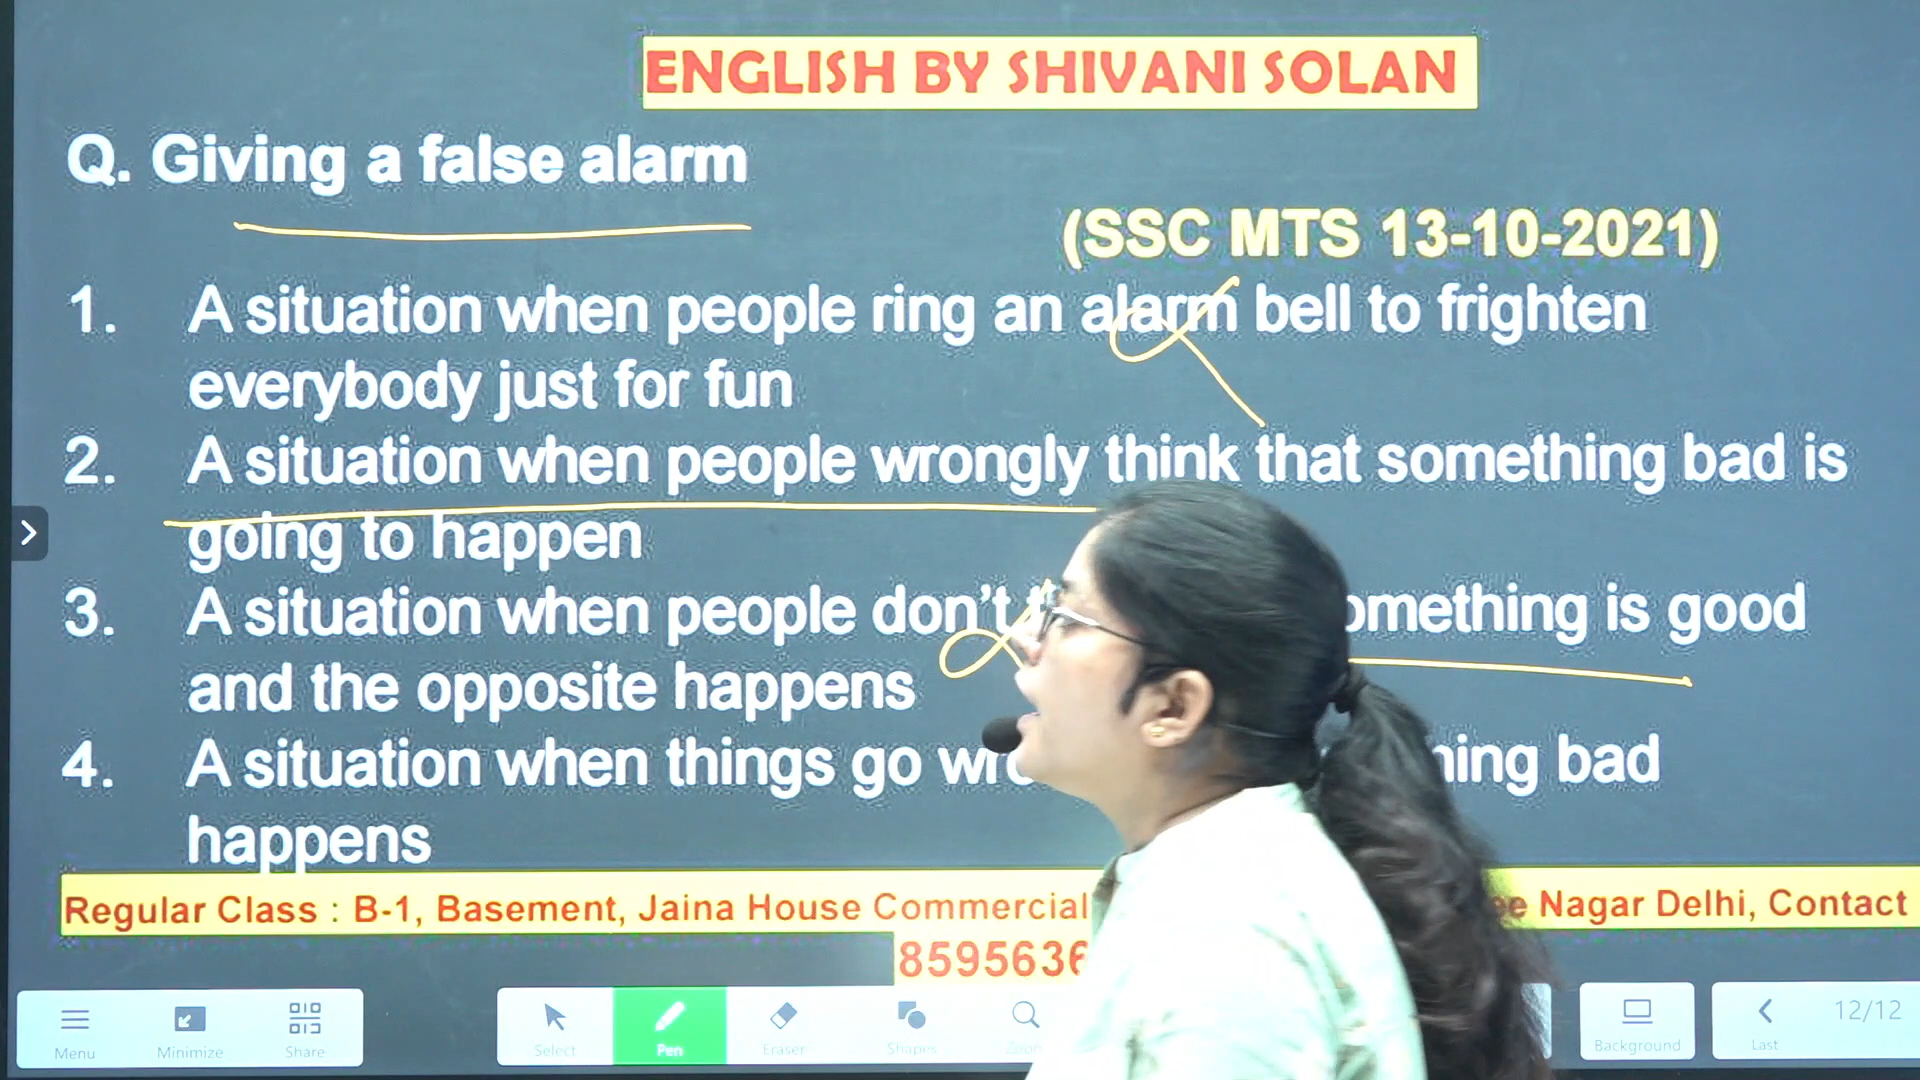 ENGLISH BY SHIVANI SOLAN
Q. Giving a false alarm
(SSC MTS 13-10-2021)
1. A situation when people ring an alarm bell to frighten
everybody just for fun
2. A situation when people wrongly think that something bad is
going to happen
3. A situation when people don't something is good
and the opposite happens
4. A situation when things go bad
happens
Regular Class : B-1, Basement, Jaina House Commercial Nagar Delhi, Contact
859563
Menu Minimize Share Select Pen Eraser Shapes Zoom Background Last 12/12